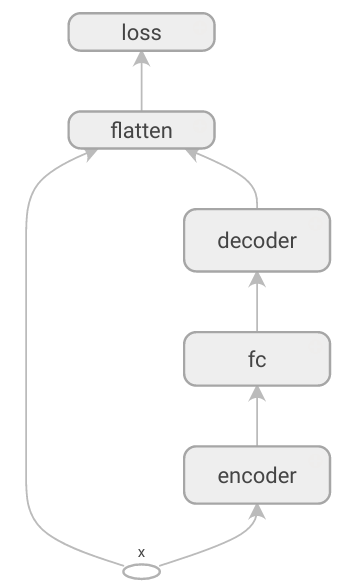 loss
flatten
decoder
fc
encoder
x